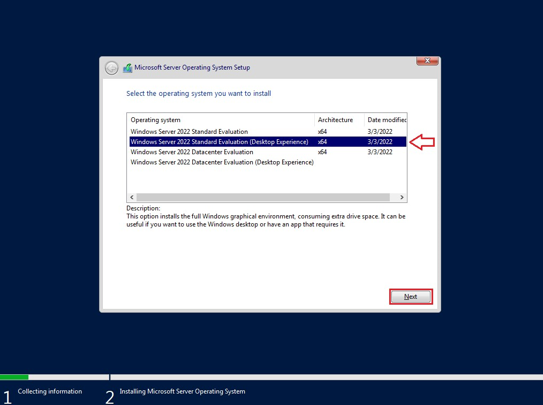 Microsoft Server Operating System Setup
Select the operating system you want to install
Operating system Architecture Date modified
Windows Server 2022 Standard Evaluation x64 3/3/2022
Windows Server 2022 Standard Evaluation (Desktop Experience) x64 3/3/2022
Windows Server 2022 Datacenter Evaluation x64 3/3/2022
Windows Server 2022 Datacenter Evaluation (Desktop Experience)
Description:
This option installs the full Windows graphical environment, consuming extra drive space. It can be
useful if you want to use the Windows desktop or have an app that requires it.
Next
1 Collecting information 2 Installing Microsoft Server Operating System